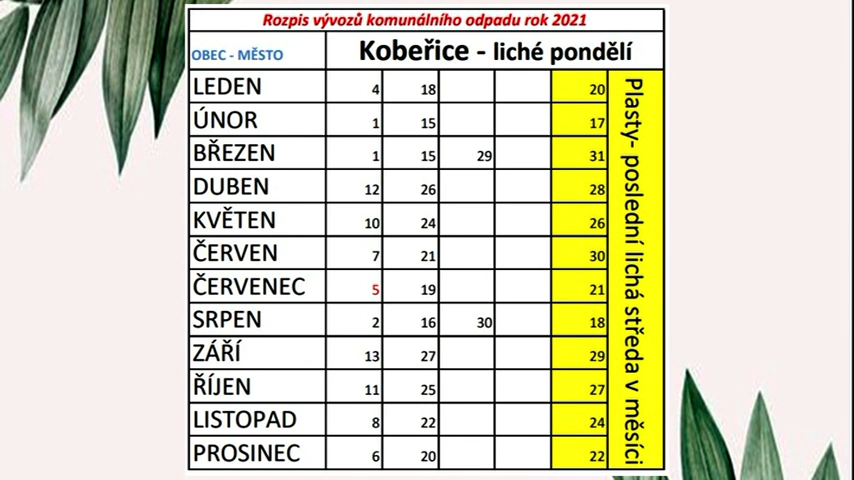 Rozpis vývozů komunálního odpadu rok 2021
OBEC - MĚSTO Kobeřice - liché pondělí
LEDEN 4 18 20
ÚNOR 1 15 17
BŘEZEN 1 15 29 31
DUBEN 12 26 28
KVĚTEN 10 24 26
ČERVEN 7 21 30
ČERVENEC 5 19 21
SRPEN 2 16 30 18
ZÁŘÍ 13 27 29
ŘÍJEN 11 25 27
LISTOPAD 8 22 24
PROSINEC 6 20 22
Plasty- poslední lichá středa v měsíci